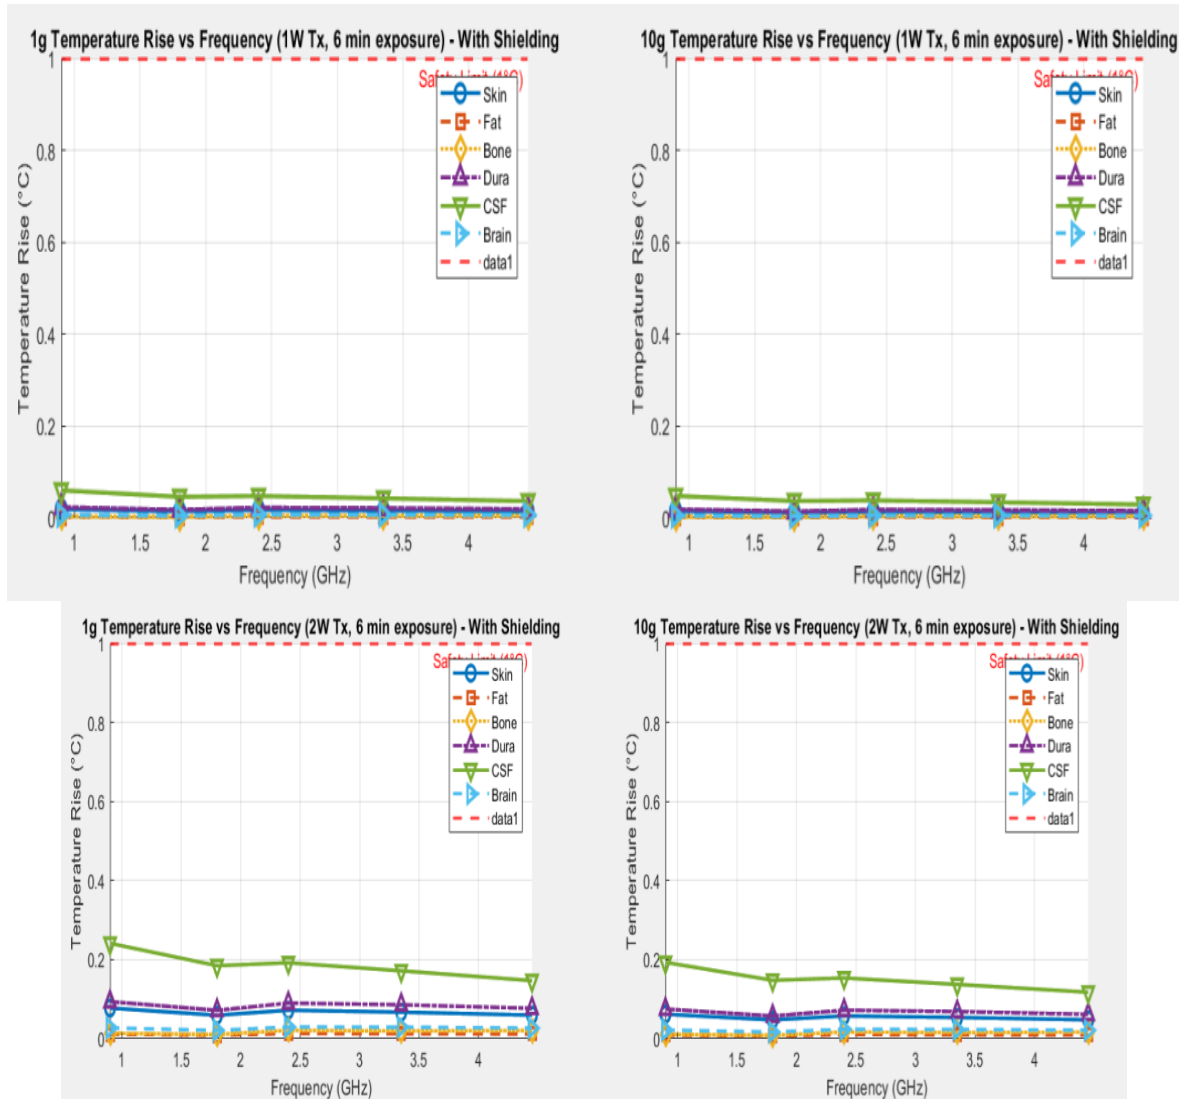 1g Temperature Rise vs Frequency (1W Tx, 6 min exposure) - With Shielding
Temperature Rise (°C)
1
0.8
0.6
0.4
0.2
0
1 1.5 2 2.5 3 3.5 4
Frequency (GHz)
Skin
Fat
Bone
Dura
CSF
Brain
data1
10g Temperature Rise vs Frequency (1W Tx, 6 min exposure) - With Shielding
Temperature Rise (°C)
1
0.8
0.6
0.4
0.2
0
1 1.5 2 2.5 3 3.5 4
Frequency (GHz)
Skin
Fat
Bone
Dura
CSF
Brain
data1
1g Temperature Rise vs Frequency (2W Tx, 6 min exposure) - With Shielding
Temperature Rise (°C)
1
0.8
0.6
0.4
0.2
0
1 1.5 2 2.5 3 3.5 4
Frequency (GHz)
Skin
Fat
Bone
Dura
CSF
Brain
data1
10g Temperature Rise vs Frequency (2W Tx, 6 min exposure) - With Shielding
Temperature Rise (°C)
1
0.8
0.6
0.4
0.2
0
1 1.5 2 2.5 3 3.5 4
Frequency (GHz)
Skin
Fat
Bone
Dura
CSF
Brain
data1